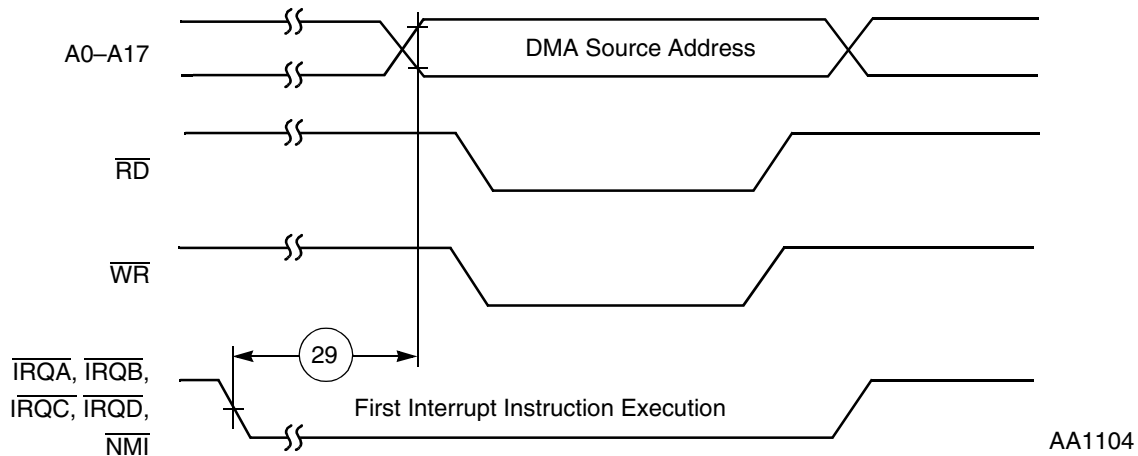 A0–A17
DMA Source Address
RD
WR
29
IRQA, IRQB,
IRQC, IRQD,
NMI
First Interrupt Instruction Execution
AA1104